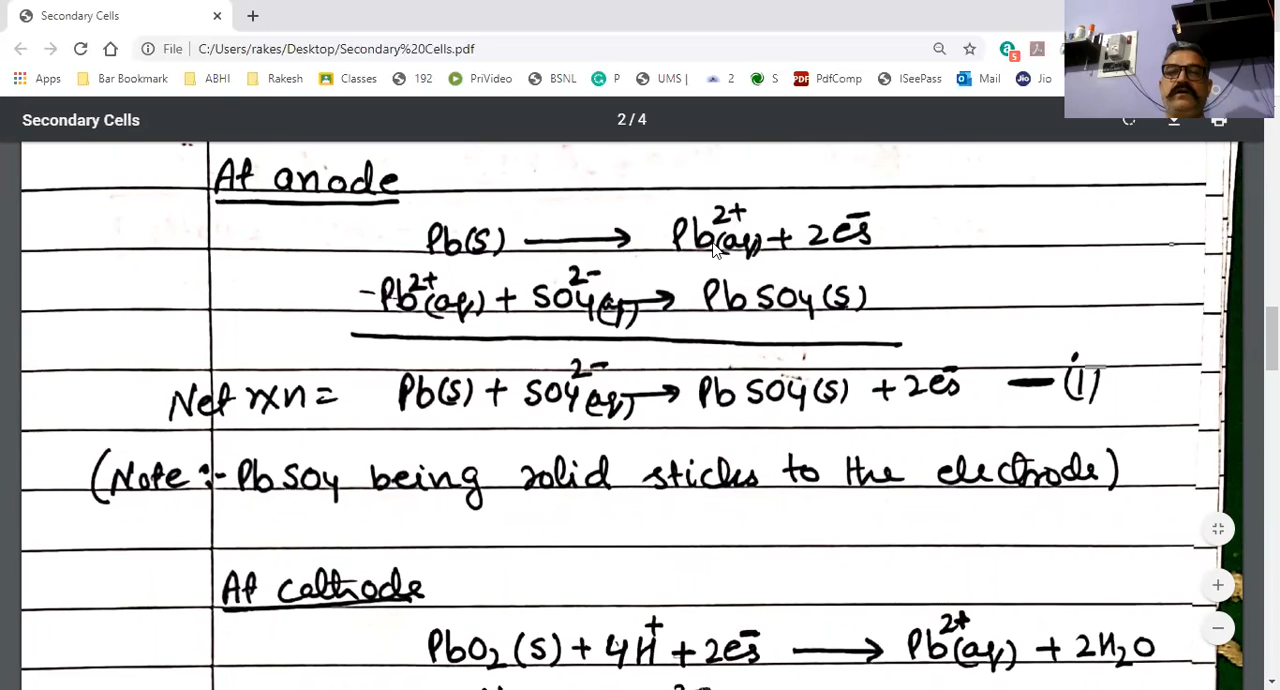 Secondary Cells
File C:/Users/rakes/Desktop/Secondary%20Cells.pdf
Apps Bar Bookmark ABHI Rakesh Classes 192 PriVideo BSNL P UMS | 2 S PdfComp ISeePass Mail Jio
Secondary Cells 2 / 4
At anode
Pb(s) ⟶ Pb²⁺(aq) + 2ēs
-Pb²⁺(aq) + SO₄²⁻(aq) ⟶ PbSO₄(s)
Net rxn = Pb(s) + SO₄²⁻(aq) ⟶ PbSO₄(s) + 2ēs — (1)
(Note :- PbSO₄ being solid sticks to the electrode)
At cathode
PbO₂(s) + 4H⁺ + 2ēs ⟶ Pb²⁺(aq) + 2H₂O